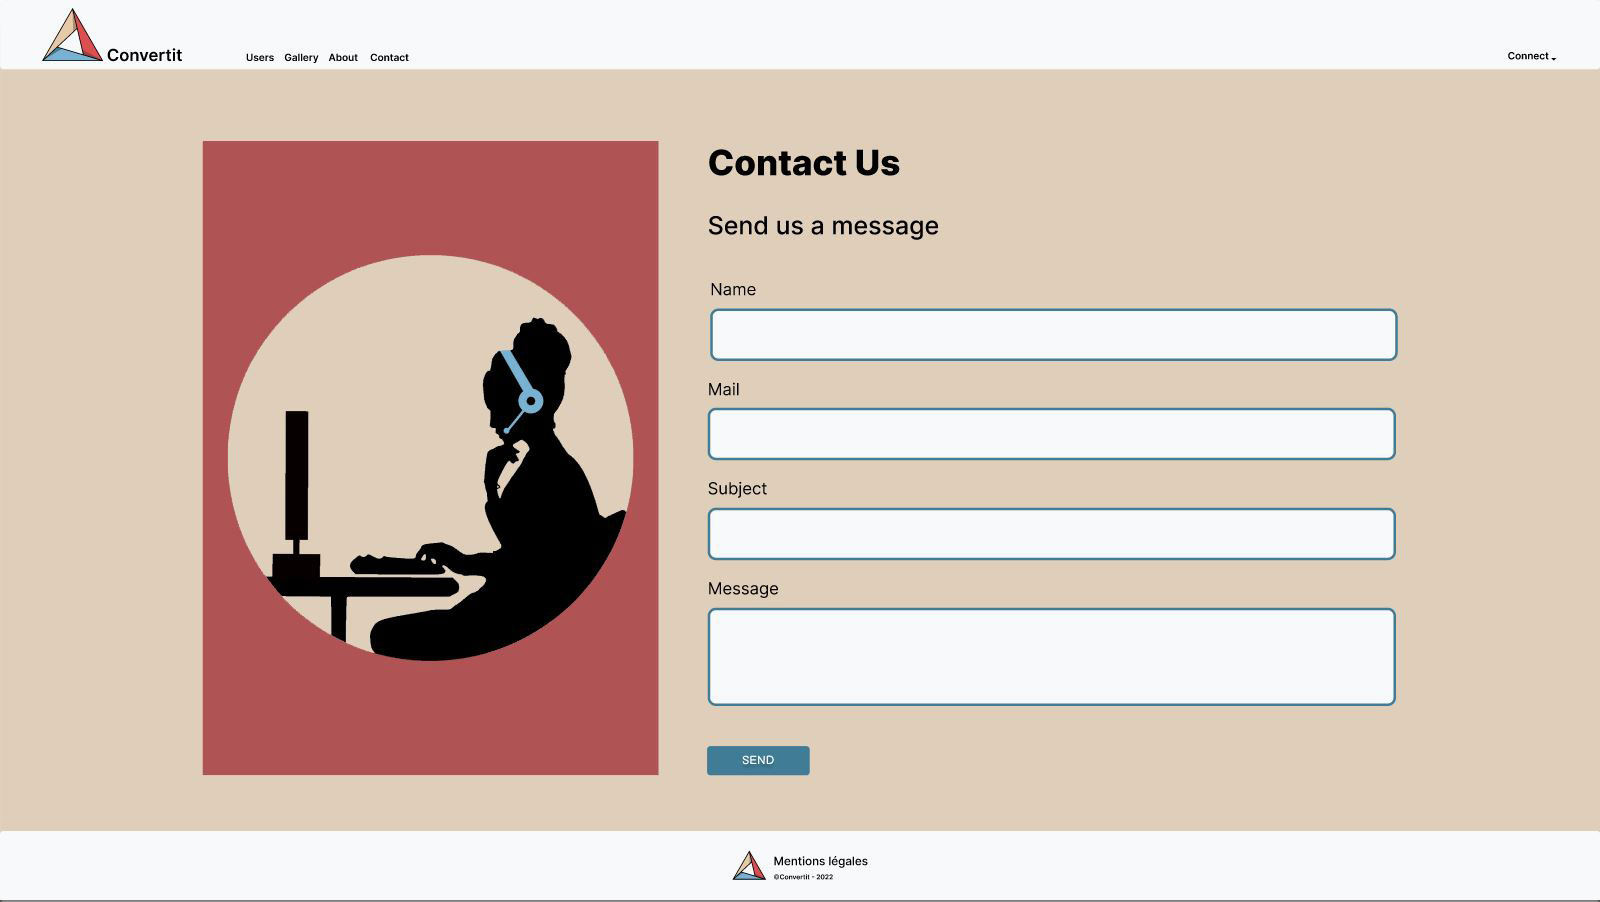 Convertit
Users Gallery About Contact
Connect
Contact Us
Send us a message
Name
Mail
Subject
Message
SEND
Mentions légales
©Convertit - 2022